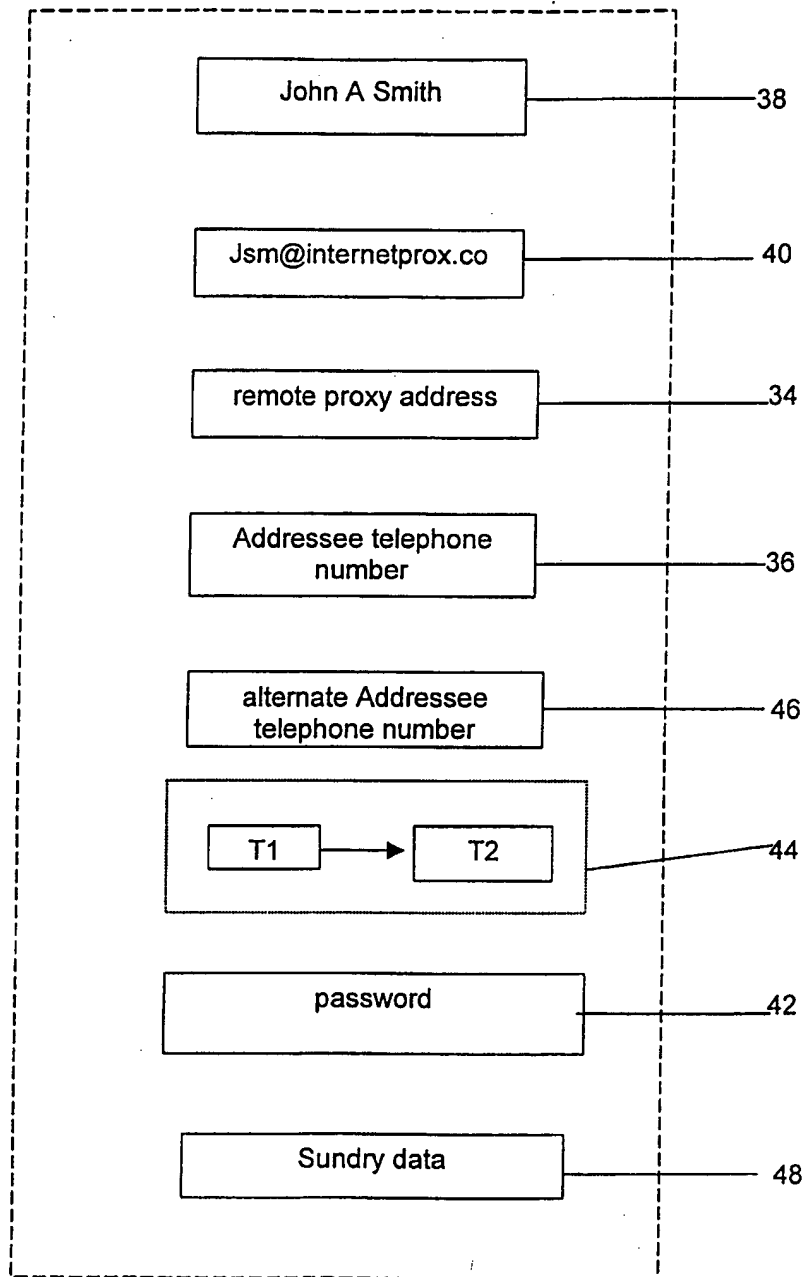 John A Smith
38
Jsm@internetprox.co
40
remote proxy address
34
Addressee telephone
number
36
alternate Addressee
telephone number
46
T1
T2
44
password
42
Sundry data
48